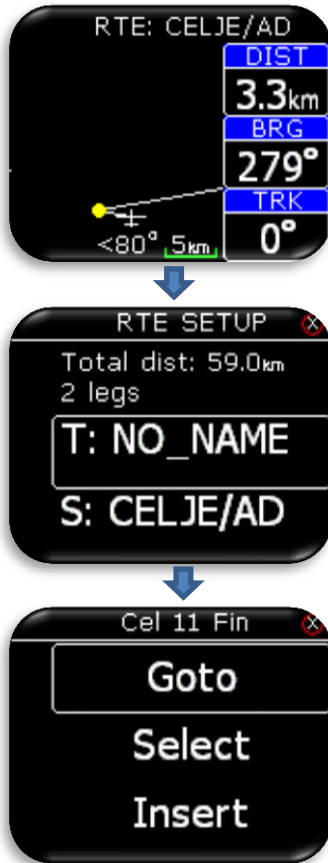 RTE: CELJE/AD
DIST
3.3km
BRG
279°
TRK
<80° 5km 0°
RTE SETUP
Total dist: 59.0km
2 legs
T: NO_NAME
S: CELJE/AD
Cel 11 Fin
Goto
Select
Insert